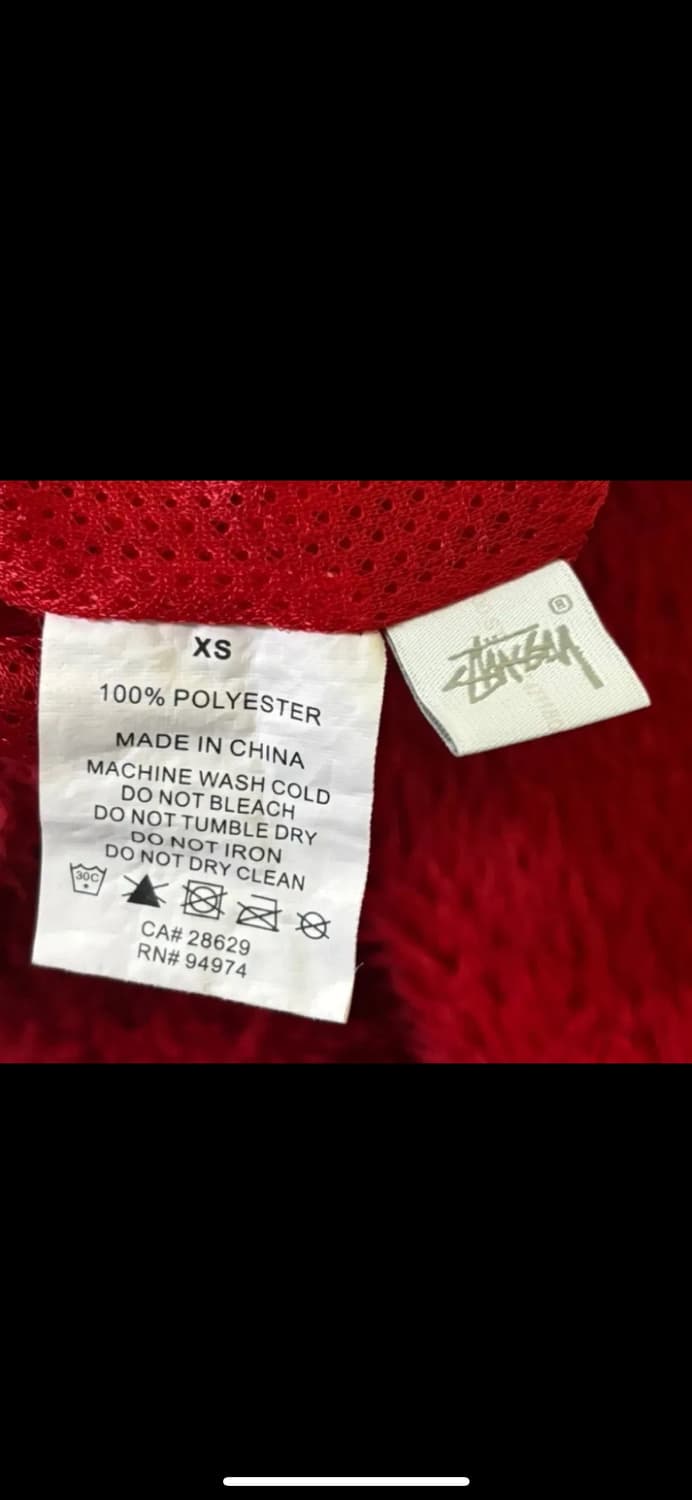 XS
100% POLYESTER
MADE IN CHINA
MACHINE WASH COLD
DO NOT BLEACH
DO NOT TUMBLE DRY
DO NOT IRON
DO NOT DRY CLEAN
30C
CA# 28629
RN# 94974
®
Stüssy